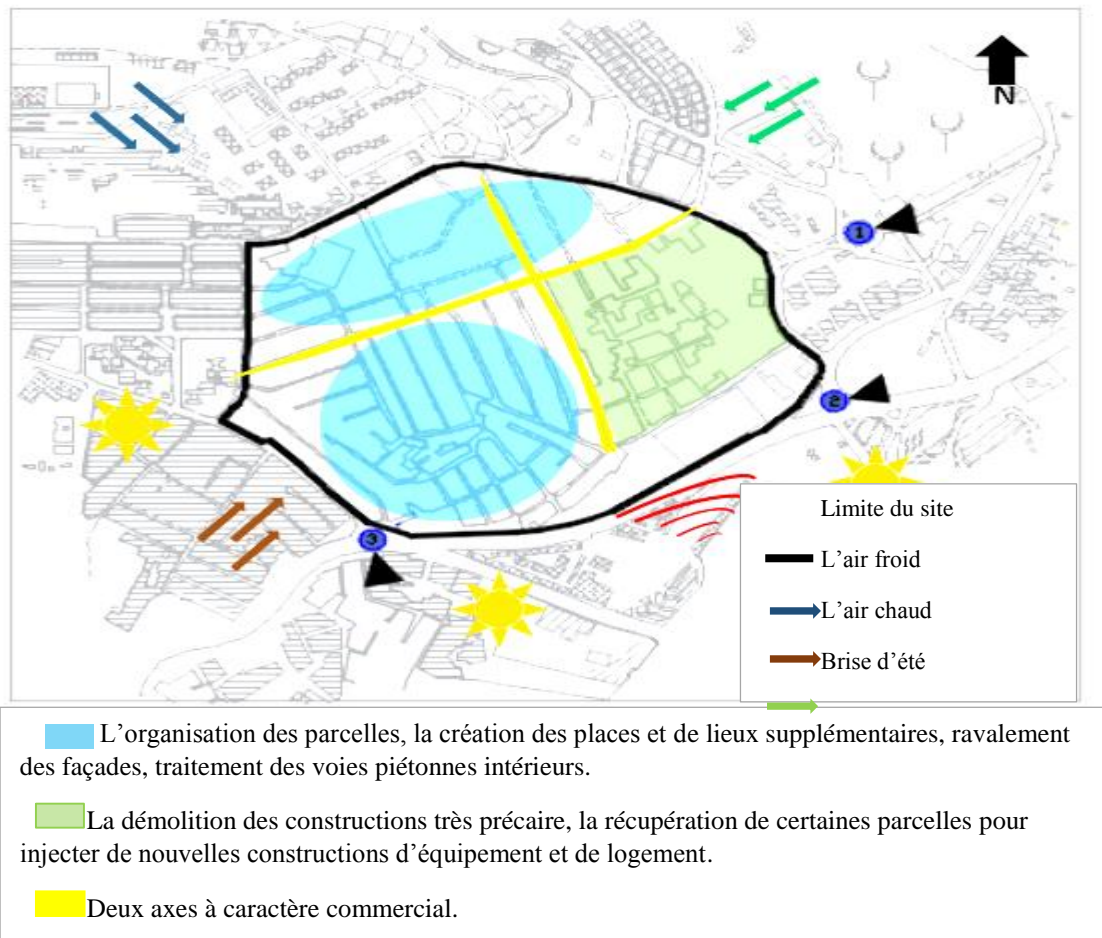 N
1
2
3
Limite du site
L'air froid
L'air chaud
Brise d'été
L'organisation des parcelles, la création des places et de lieux supplémentaires, ravalement
des façades, traitement des voies piétonnes intérieurs.
La démolition des constructions très précaire, la récupération de certaines parcelles pour
injecter de nouvelles constructions d'équipement et de logement.
Deux axes à caractère commercial.